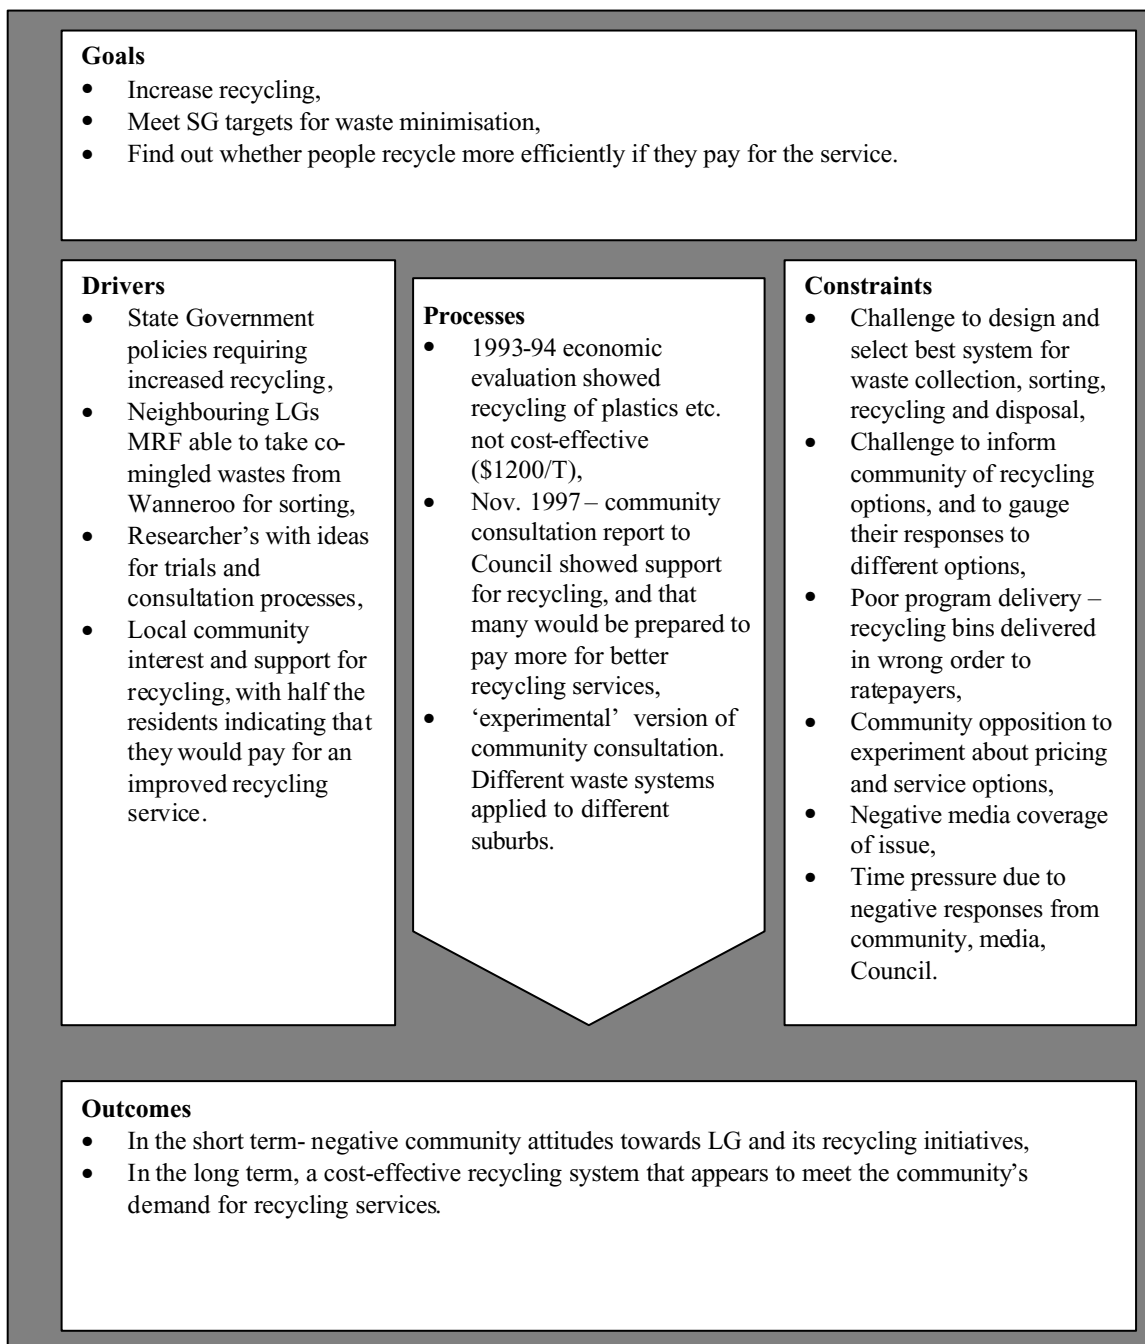 Goals
• Increase recycling,
• Meet SG targets for waste minimisation,
• Find out whether people recycle more efficiently if they pay for the service.
Drivers
• State Government
policies requiring
increased recycling,
• Neighbouring LGs
MRF able to take co-
mingled wastes from
Wanneroo for sorting,
• Researcher's with ideas
for trials and
consultation processes,
• Local community
interest and support for
recycling, with half the
residents indicating that
they would pay for an
improved recycling
service.
Processes
• 1993-94 economic
evaluation showed
recycling of plastics etc.
not cost-effective
($1200/T),
• Nov. 1997 – community
consultation report to
Council showed support
for recycling, and that
many would be prepared to
pay more for better
recycling services,
• ‘experimental’ version of
community consultation.
Different waste systems
applied to different
suburbs.
Constraints
• Challenge to design and
select best system for
waste collection, sorting,
recycling and disposal,
• Challenge to inform
community of recycling
options, and to gauge
their responses to
different options,
• Poor program delivery –
recycling bins delivered
in wrong order to
ratepayers,
• Community opposition to
experiment about pricing
and service options,
• Negative media coverage
of issue,
• Time pressure due to
negative responses from
community, media,
Council.
Outcomes
• In the short term- negative community attitudes towards LG and its recycling initiatives,
• In the long term, a cost-effective recycling system that appears to meet the community's
demand for recycling services.